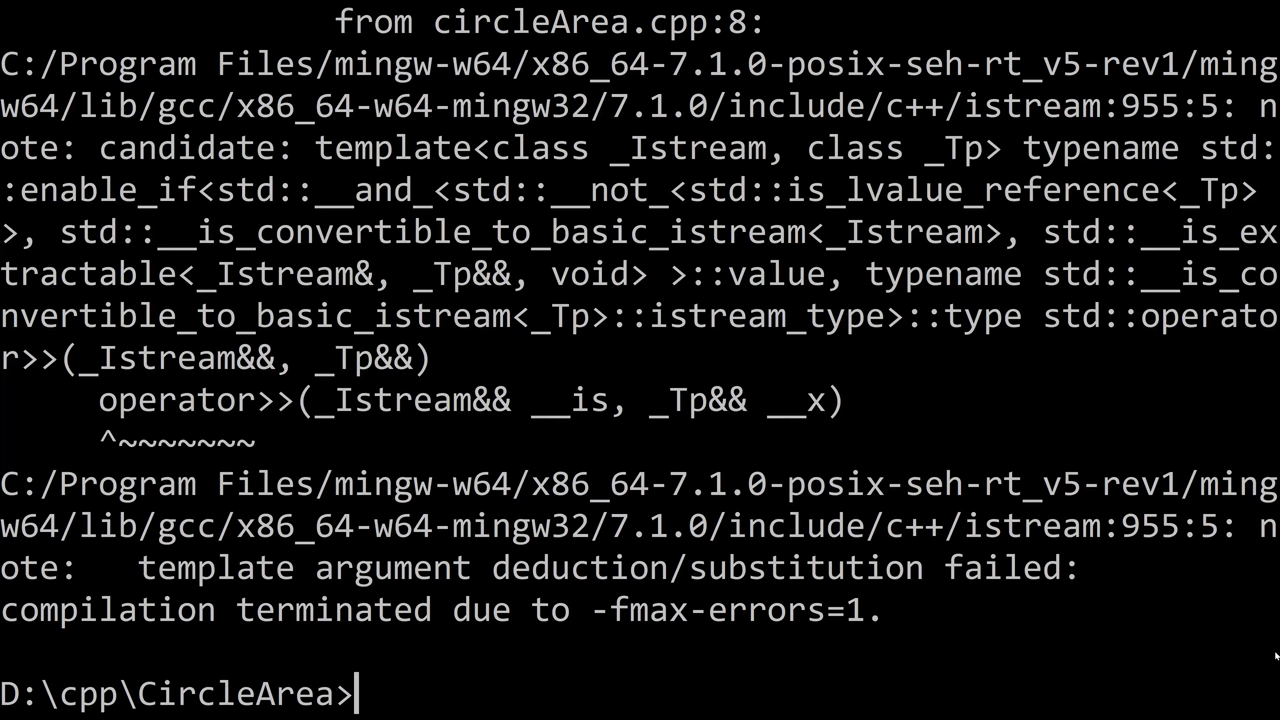 from circleArea.cpp:8:
C:/Program Files/mingw-w64/x86_64-7.1.0-posix-seh-rt_v5-rev1/ming
w64/lib/gcc/x86_64-w64-mingw32/7.1.0/include/c++/istream:955:5: n
ote: candidate: template<class _Istream, class _Tp> typename std:
:enable_if<std::__and_<std::__not_<std::is_lvalue_reference<_Tp>
>, std::__is_convertible_to_basic_istream<_Istream>, std::__is_ex
tractable<_Istream&, _Tp&&, void> >::value, typename std::__is_co
nvertible_to_basic_istream<_Tp>::istream_type>::type std::operato
r>>(_Istream&&, _Tp&&)
operator>>(_Istream&& __is, _Tp&& __x)
^~~~~~~~
C:/Program Files/mingw-w64/x86_64-7.1.0-posix-seh-rt_v5-rev1/ming
w64/lib/gcc/x86_64-w64-mingw32/7.1.0/include/c++/istream:955:5: n
ote:   template argument deduction/substitution failed:
compilation terminated due to -fmax-errors=1.
D:\cpp\CircleArea>